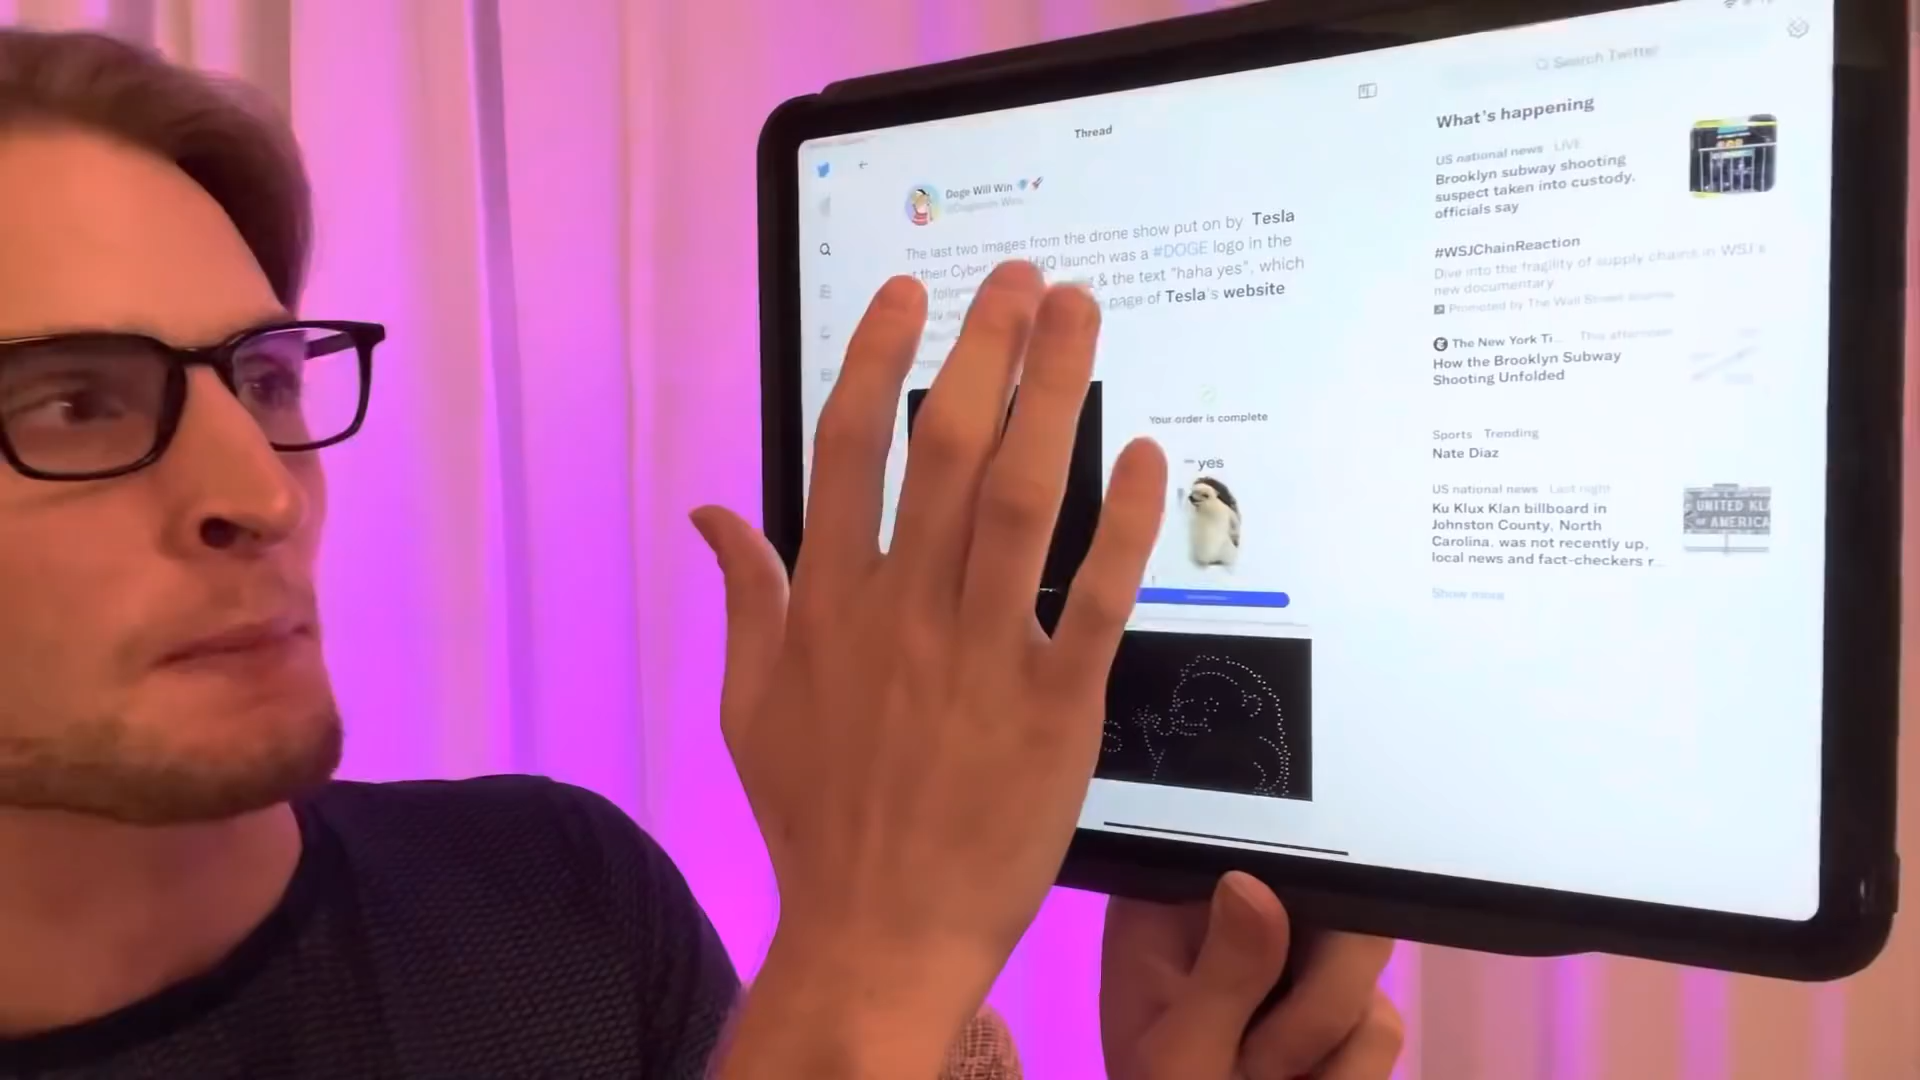 Search Twitter
Thread
Doge Will Win
The last two images from the drone show put on by Tesla
their Cyber launch was a #DOGE logo in the
& the text "haha yes", which
page of Tesla's website
Your order is complete
yes
What's happening
US national news LIVE
Brooklyn subway shooting
suspect taken into custody,
officials say
#WSJChainReaction
Dive into the fragility of supply chains in WSJ's
new documentary
Promoted by The Wall Street Journal
The New York Ti... This afternoon
How the Brooklyn Subway
Shooting Unfolded
Sports Trending
Nate Diaz
US national news Last night
Ku Klux Klan billboard in
Johnston County, North
Carolina, was not recently up,
local news and fact-checkers r...
UNITED KLA
OF AMERICA
Show more